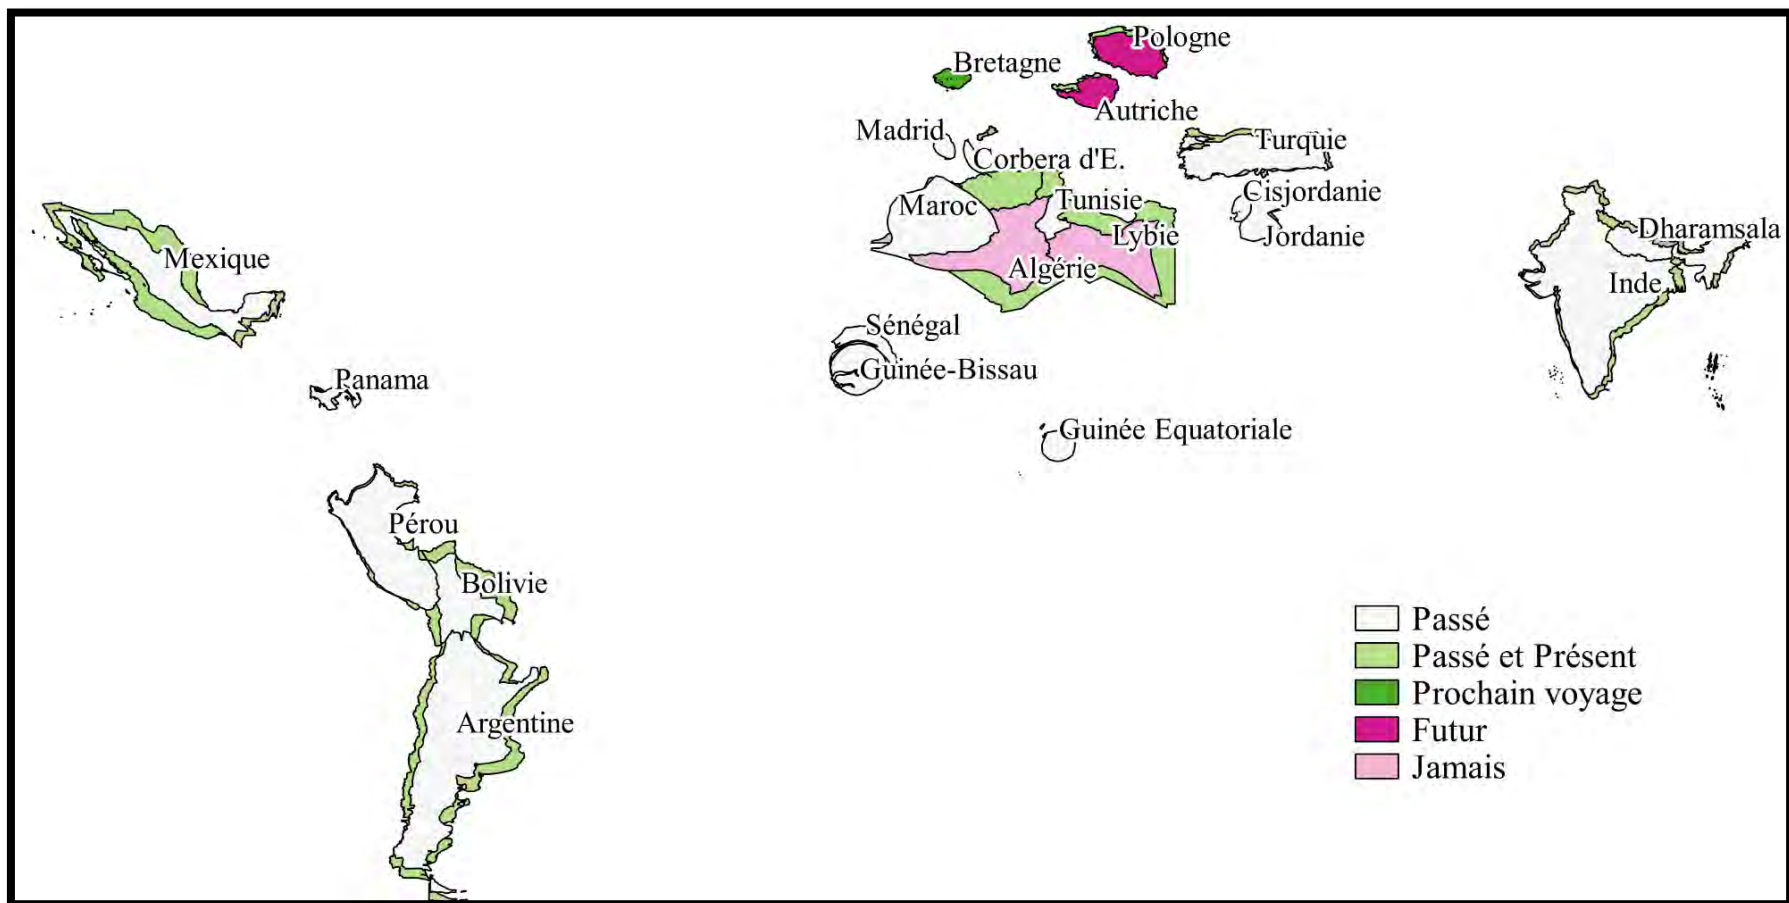 Pologne
Bretagne
Autriche
Madrid
Turquie
Corbera d'E.
Cisjordanie
Maroc
Tunisie
Dharamsala
Lybie
Jordanie
Mexique
Algérie
Inde
Sénégal
Guinée-Bissau
Panama
Guinée Equatoriale
Pérou
Bolivie
Argentine
Passé
Passé et Présent
Prochain voyage
Futur
Jamais